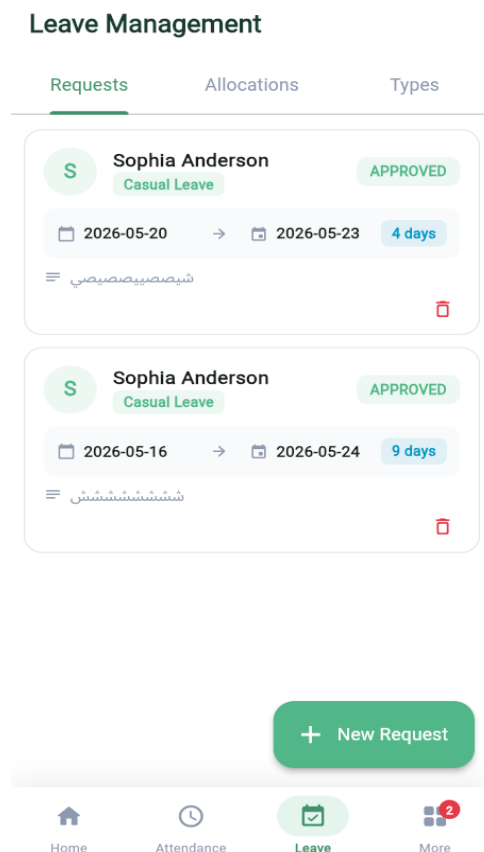 Leave Management
Requests Allocations Types
S
Sophia Anderson
Casual Leave
APPROVED
2026-05-20 → 2026-05-23 4 days
شيصصييصصيصي
S
Sophia Anderson
Casual Leave
APPROVED
2026-05-16 → 2026-05-24 9 days
+ New Request
2
Home Attendance Leave More